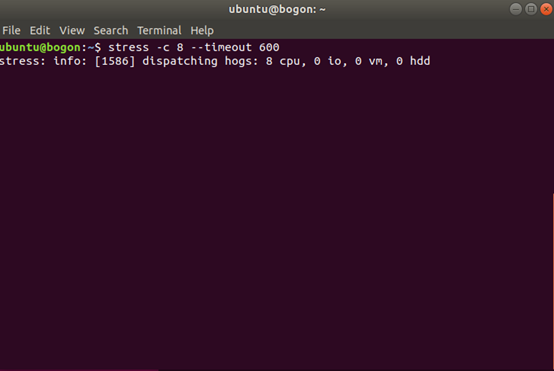 ubuntu@bogon: ~
File Edit View Search Terminal Help
ubuntu@bogon:~$ stress -c 8 --timeout 600
stress: info: [1586] dispatching hogs: 8 cpu, 0 io, 0 vm, 0 hdd